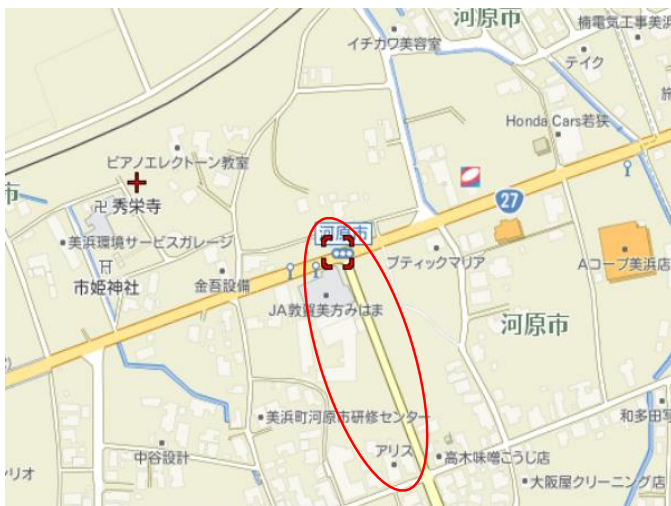 河原市
楠電気工事美浜
イチカワ美容室
テイク
Honda Cars若狭
ピアノエレクトーン教室
卍 秀栄寺
27
河原市
美浜環境サービスガレージ
ブティックマリア
Aコープ美浜店
金吾設備
市姫神社
JA敦賀美方みはま
河原市
美浜町河原市研修センター
和多田写
アリス
中谷設計
高木味噌こうじ店
シリオ
大阪屋クリーニング店